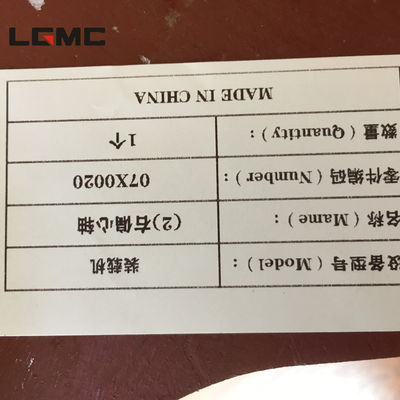 LGMC
设备型号（Model）： 装载机
名称（Mame）： (2)右偏心轴
零件编码（Number）： 07X0020
数量（Quantity）： 1个
MADE IN CHINA